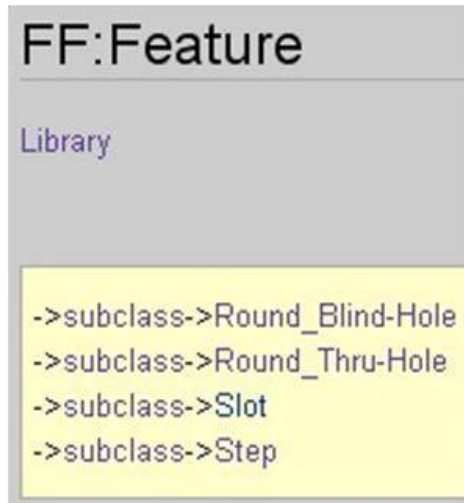 FF:Feature
Library
->subclass->Round_Blind-Hole
->subclass->Round_Thru-Hole
->subclass->Slot
->subclass->Step